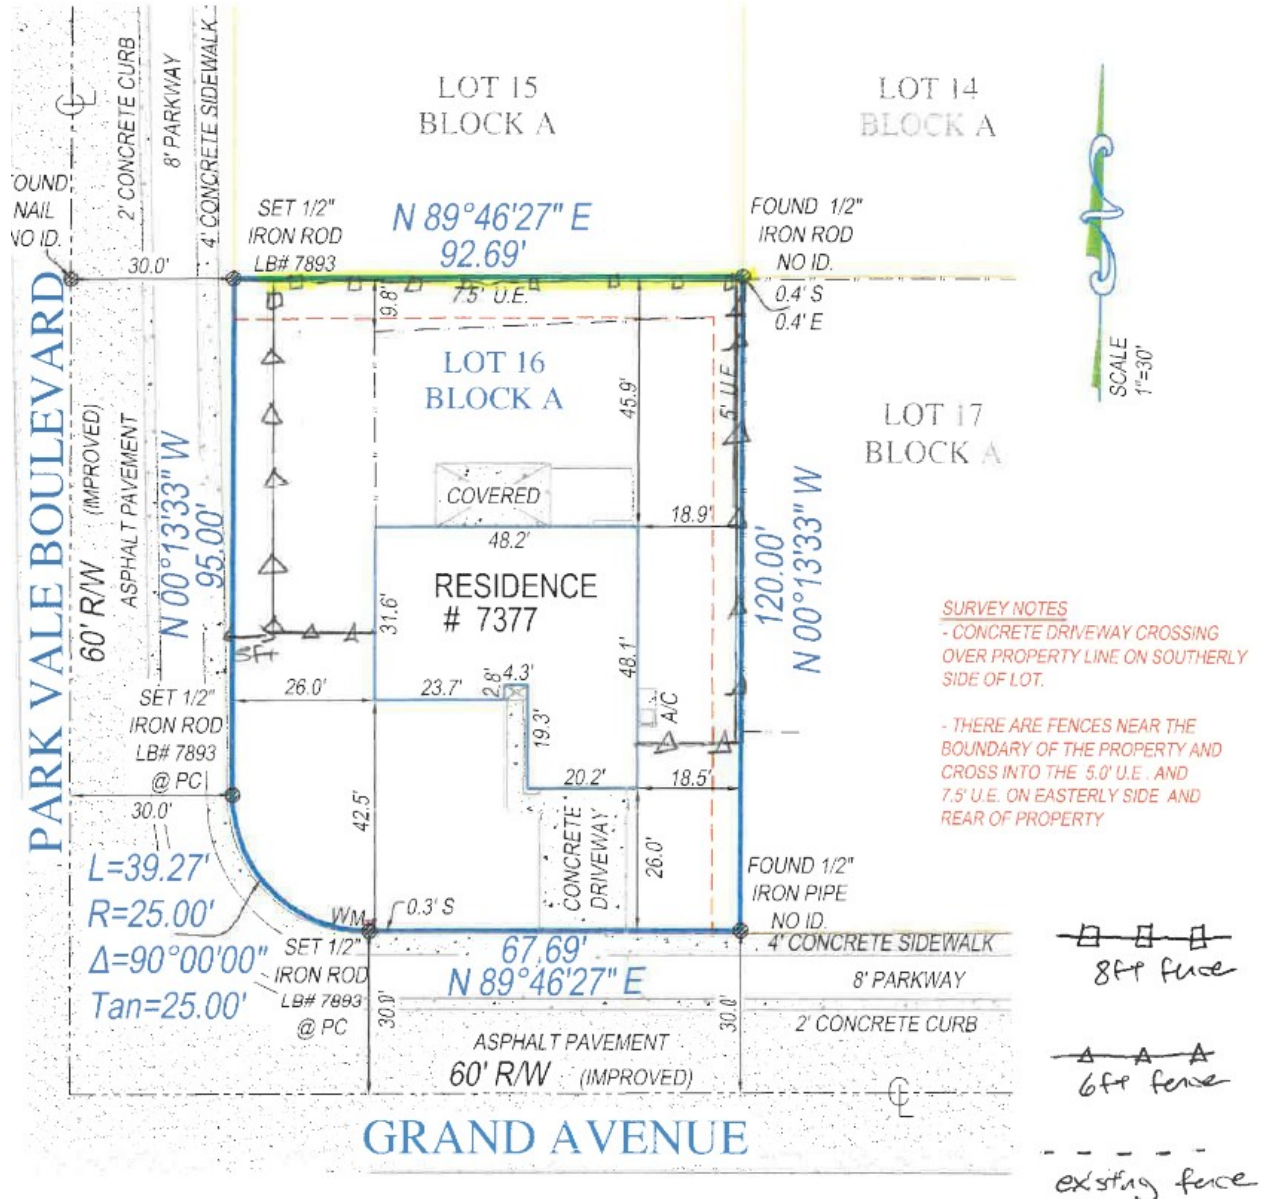 LOT 15
BLOCK A
LOT 14
BLOCK A
2' CONCRETE CURB
8' PARKWAY
4' CONCRETE SIDEWALK
OUND
NAIL
NO ID.
30.0'
SET 1/2"
IRON ROD
LB# 7893
N 89°46'27" E
92.69'
FOUND 1/2"
IRON ROD
NO ID.
0.4' S
0.4' E
7.5' U.E.
9.8'
LOT 16
BLOCK A
45.9'
5' U.E.
LOT 17
BLOCK A
SCALE
1"=30'
PARK VALE BOULEVARD
60' R/W (IMPROVED)
ASPHALT PAVEMENT
N 00°13'33" W
95.00'
COVERED
18.9'
48.2'
RESIDENCE
# 7377
31.6'
48.1'
120.00'
N 00°13'33" W
5ft
26.0'
23.7'
2.8'
4.3'
19.3'
A/C
20.2'
18.5'
SURVEY NOTES
- CONCRETE DRIVEWAY CROSSING
OVER PROPERTY LINE ON SOUTHERLY
SIDE OF LOT.
- THERE ARE FENCES NEAR THE
BOUNDARY OF THE PROPERTY AND
CROSS INTO THE 5.0' U.E. AND
7.5' U.E. ON EASTERLY SIDE AND
REAR OF PROPERTY
SET 1/2"
IRON ROD
LB# 7893
@ PC
30.0'
42.5'
CONCRETE
DRIVEWAY
26.0'
L=39.27'
R=25.00'
Δ=90°00'00"
Tan=25.00'
WM
0.3' S
FOUND 1/2"
IRON PIPE
NO ID.
SET 1/2"
IRON ROD
LB# 7893
@ PC
67.69'
N 89°46'27" E
4' CONCRETE SIDEWALK
8' PARKWAY
2' CONCRETE CURB
30.0'
30.0'
ASPHALT PAVEMENT
60' R/W (IMPROVED)
GRAND AVENUE
8ft fence
6ft fence
existing fence